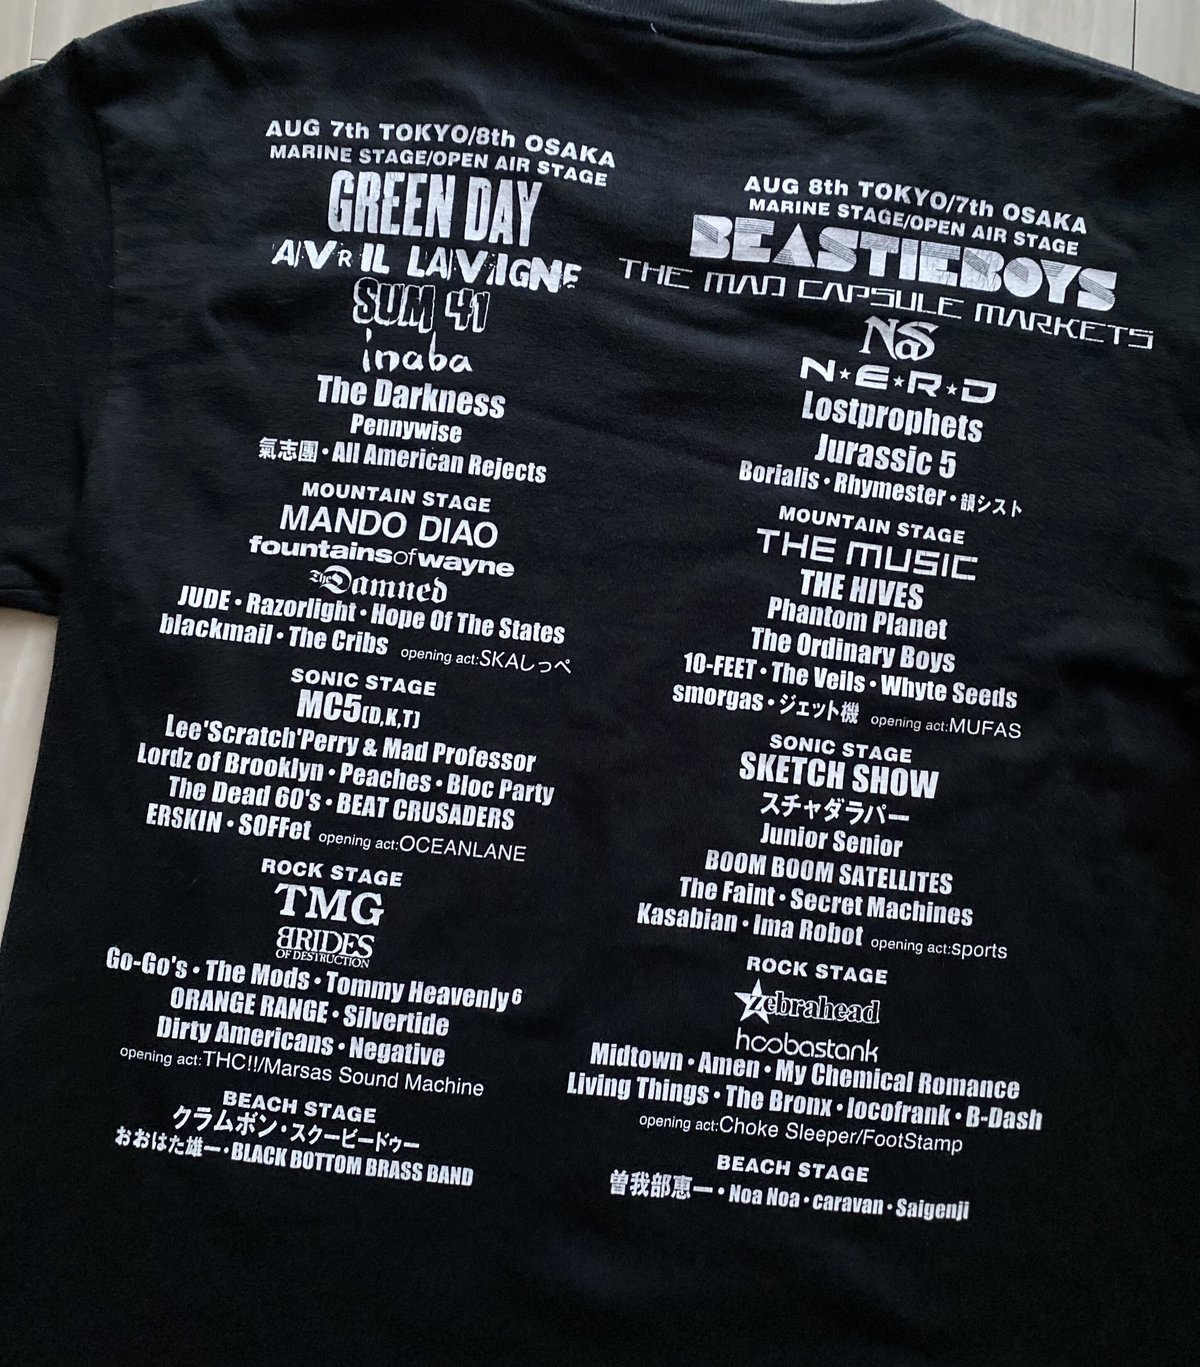 AUG 7th TOKYO/8th OSAKA
MARINE STAGE/OPEN AIR STAGE
GREEN DAY
AVRIL LAVIGNE
SUM 41
inaba
The Darkness
Pennywise
氣志團・All American Rejects
MOUNTAIN STAGE
MANDO DIAO
fountainsofwayne
The Damned
JUDE・Razorlight・Hope Of The States
blackmail・The Cribs opening act:SKAしっぺ
SONIC STAGE
MC5(D,K,T)
Lee'Scratch'Perry & Mad Professor
Lordz of Brooklyn・Peaches・Bloc Party
The Dead 60's・BEAT CRUSADERS
ERSKIN・SOFFet opening act:OCEANLANE
ROCK STAGE
TMG
BRIDES
OF DESTRUCTION
Go-Go's・The Mods・Tommy Heavenly6
ORANGE RANGE・Silvertide
Dirty Americans・Negative
opening act:THC!!/Marsas Sound Machine
BEACH STAGE
クラムボン・スクービードゥー
おおはた雄一・BLACK BOTTOM BRASS BAND
AUG 8th TOKYO/7th OSAKA
MARINE STAGE/OPEN AIR STAGE
BEASTIE BOYS
THE MAD CAPSULE MARKETS
NaS
N★E★R★D
Lostprophets
Jurassic 5
Borialis・Rhymester・韻シスト
MOUNTAIN STAGE
THE MUSIC
THE HIVES
Phantom Planet
The Ordinary Boys
10-FEET・The Veils・Whyte Seeds
smorgas・ジェット機 opening act:MUFAS
SONIC STAGE
SKETCH SHOW
スチャダラパー
Junior Senior
BOOM BOOM SATELLITES
The Faint・Secret Machines
Kasabian・Ima Robot opening act:sports
ROCK STAGE
zebrahead
hoobastank
Midtown・Amen・My Chemical Romance
Living Things・The Bronx・locofrank・B-Dash
opening act:Choke Sleeper/FootStamp
BEACH STAGE
曽我部恵一・Noa Noa・caravan・Saigenji